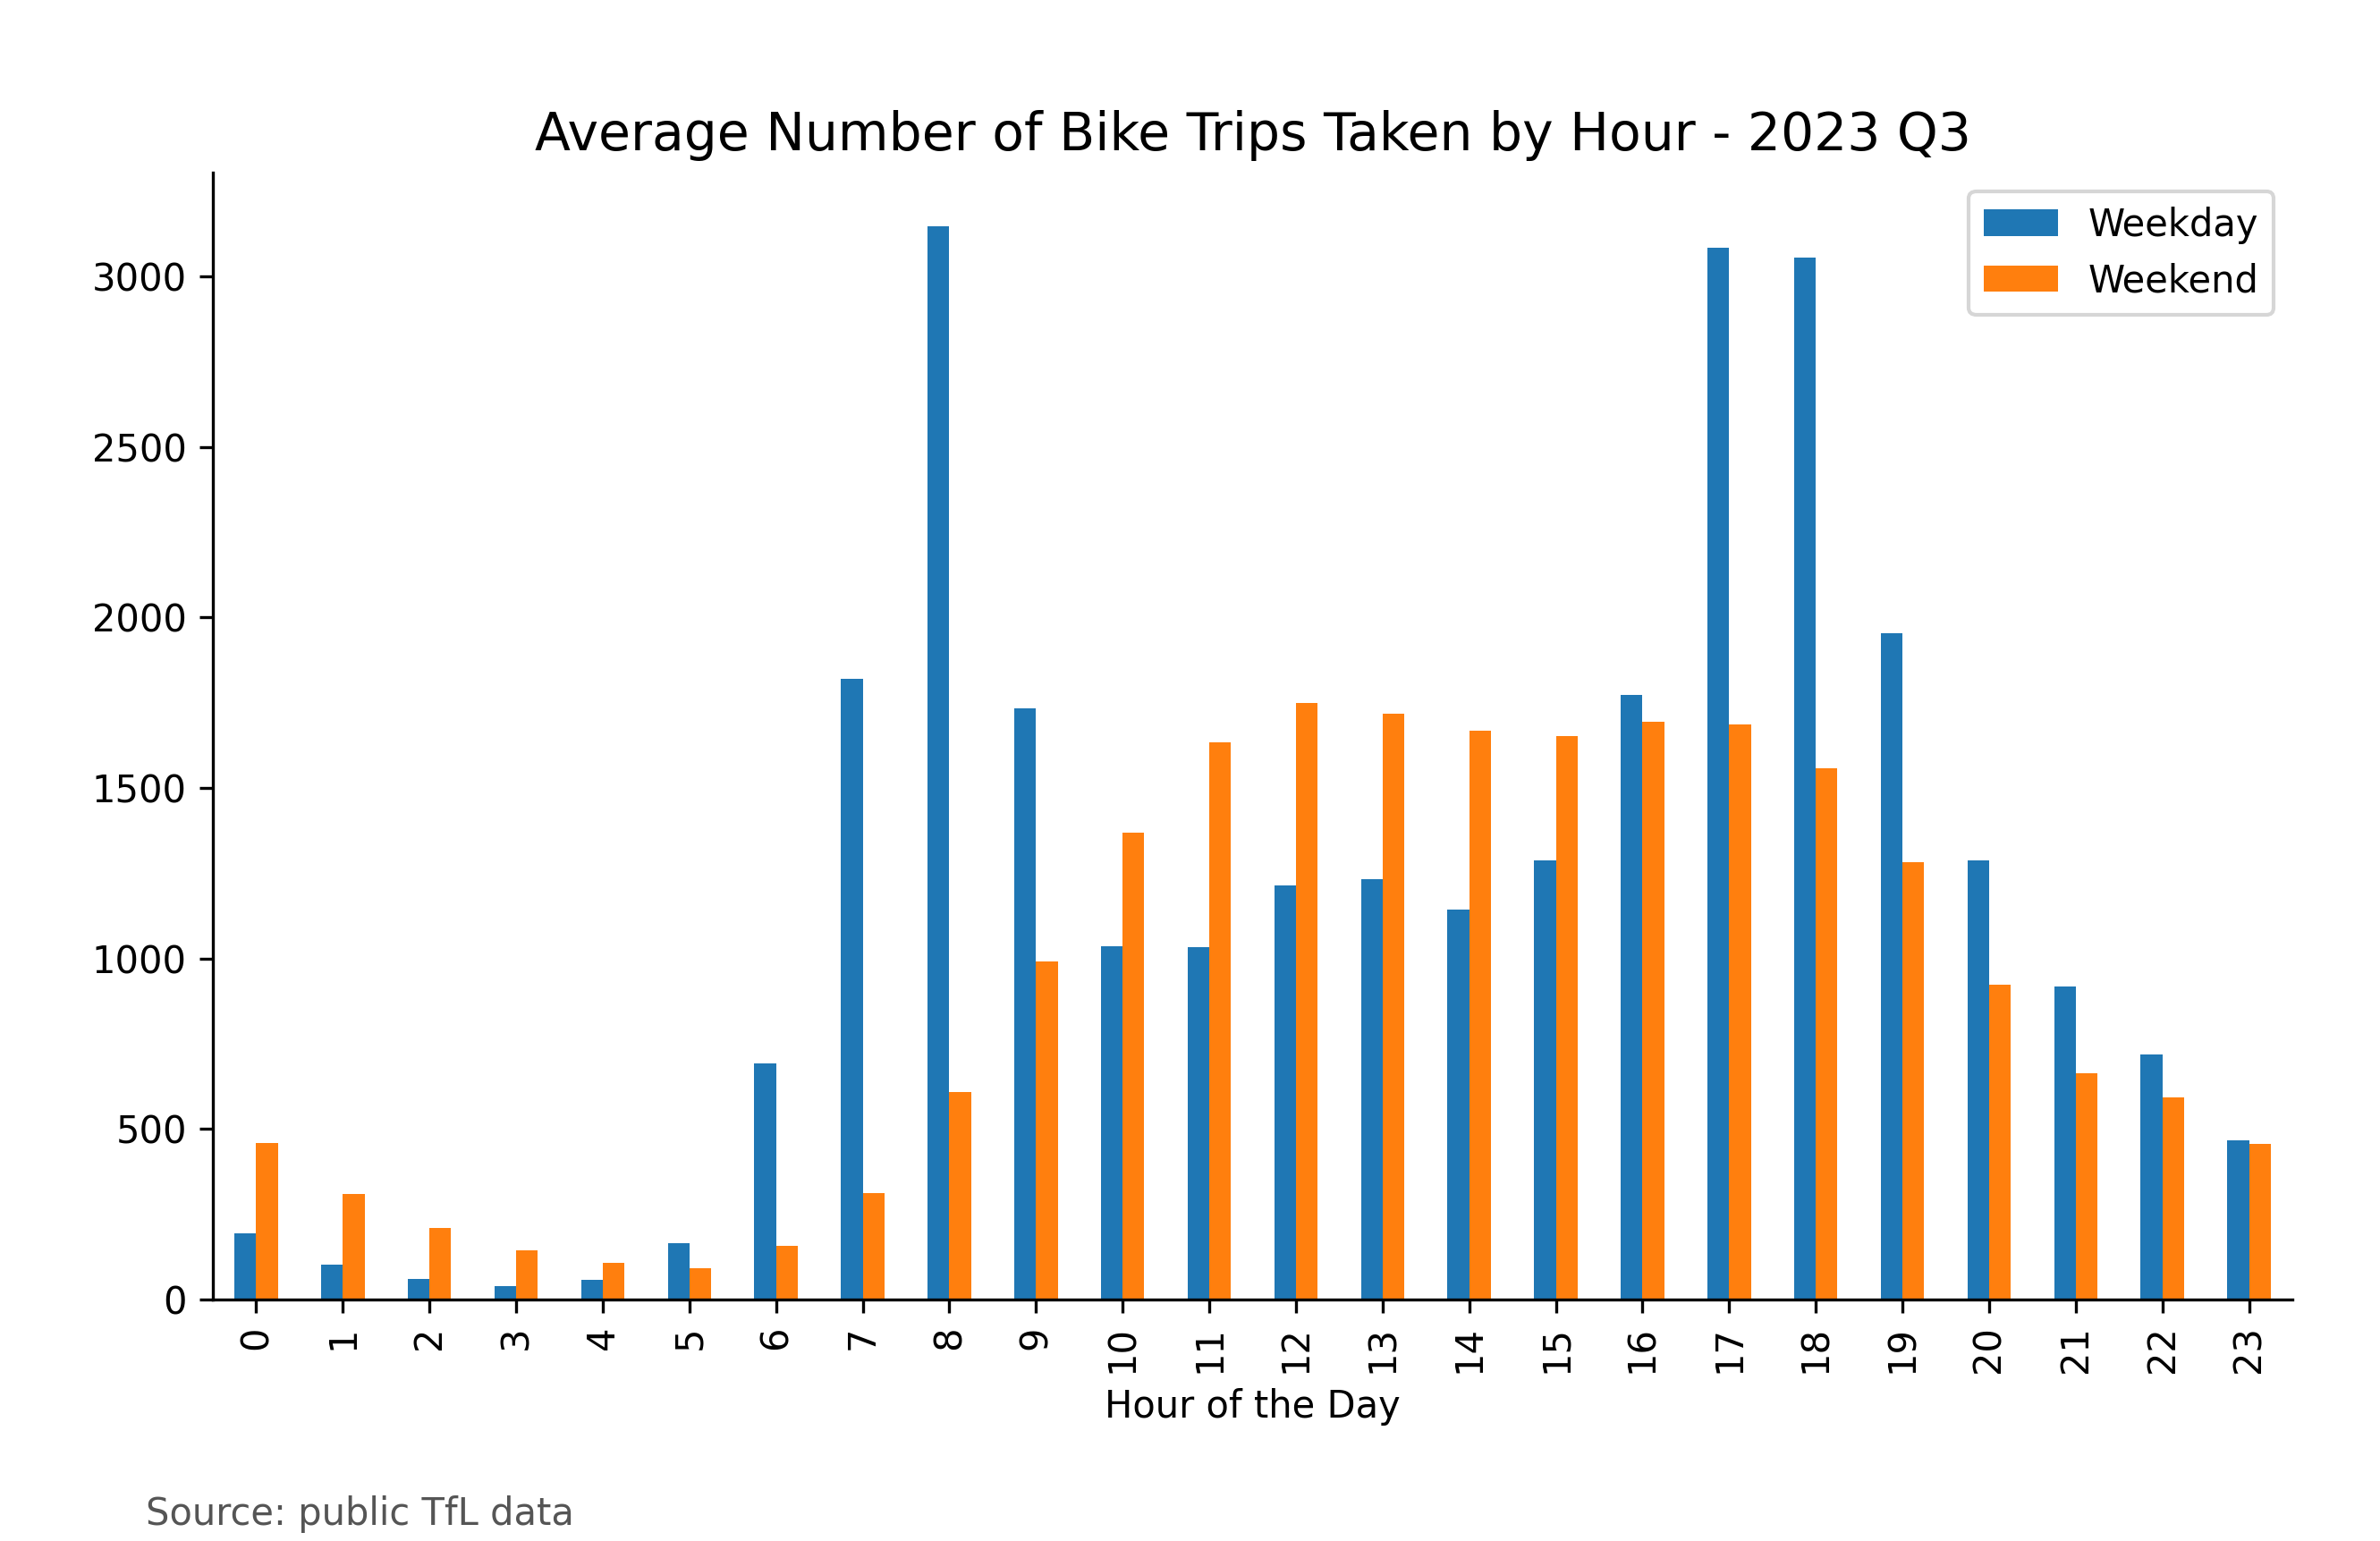 Average Number of Bike Trips Taken by Hour - 2023 Q3
Weekday
Weekend
3000
2500
2000
1500
1000
500
0
0 1 2 3 4 5 6 7 8 9 10 11 12 13 14 15 16 17 18 19 20 21 22 23
Hour of the Day
Source: public TfL data